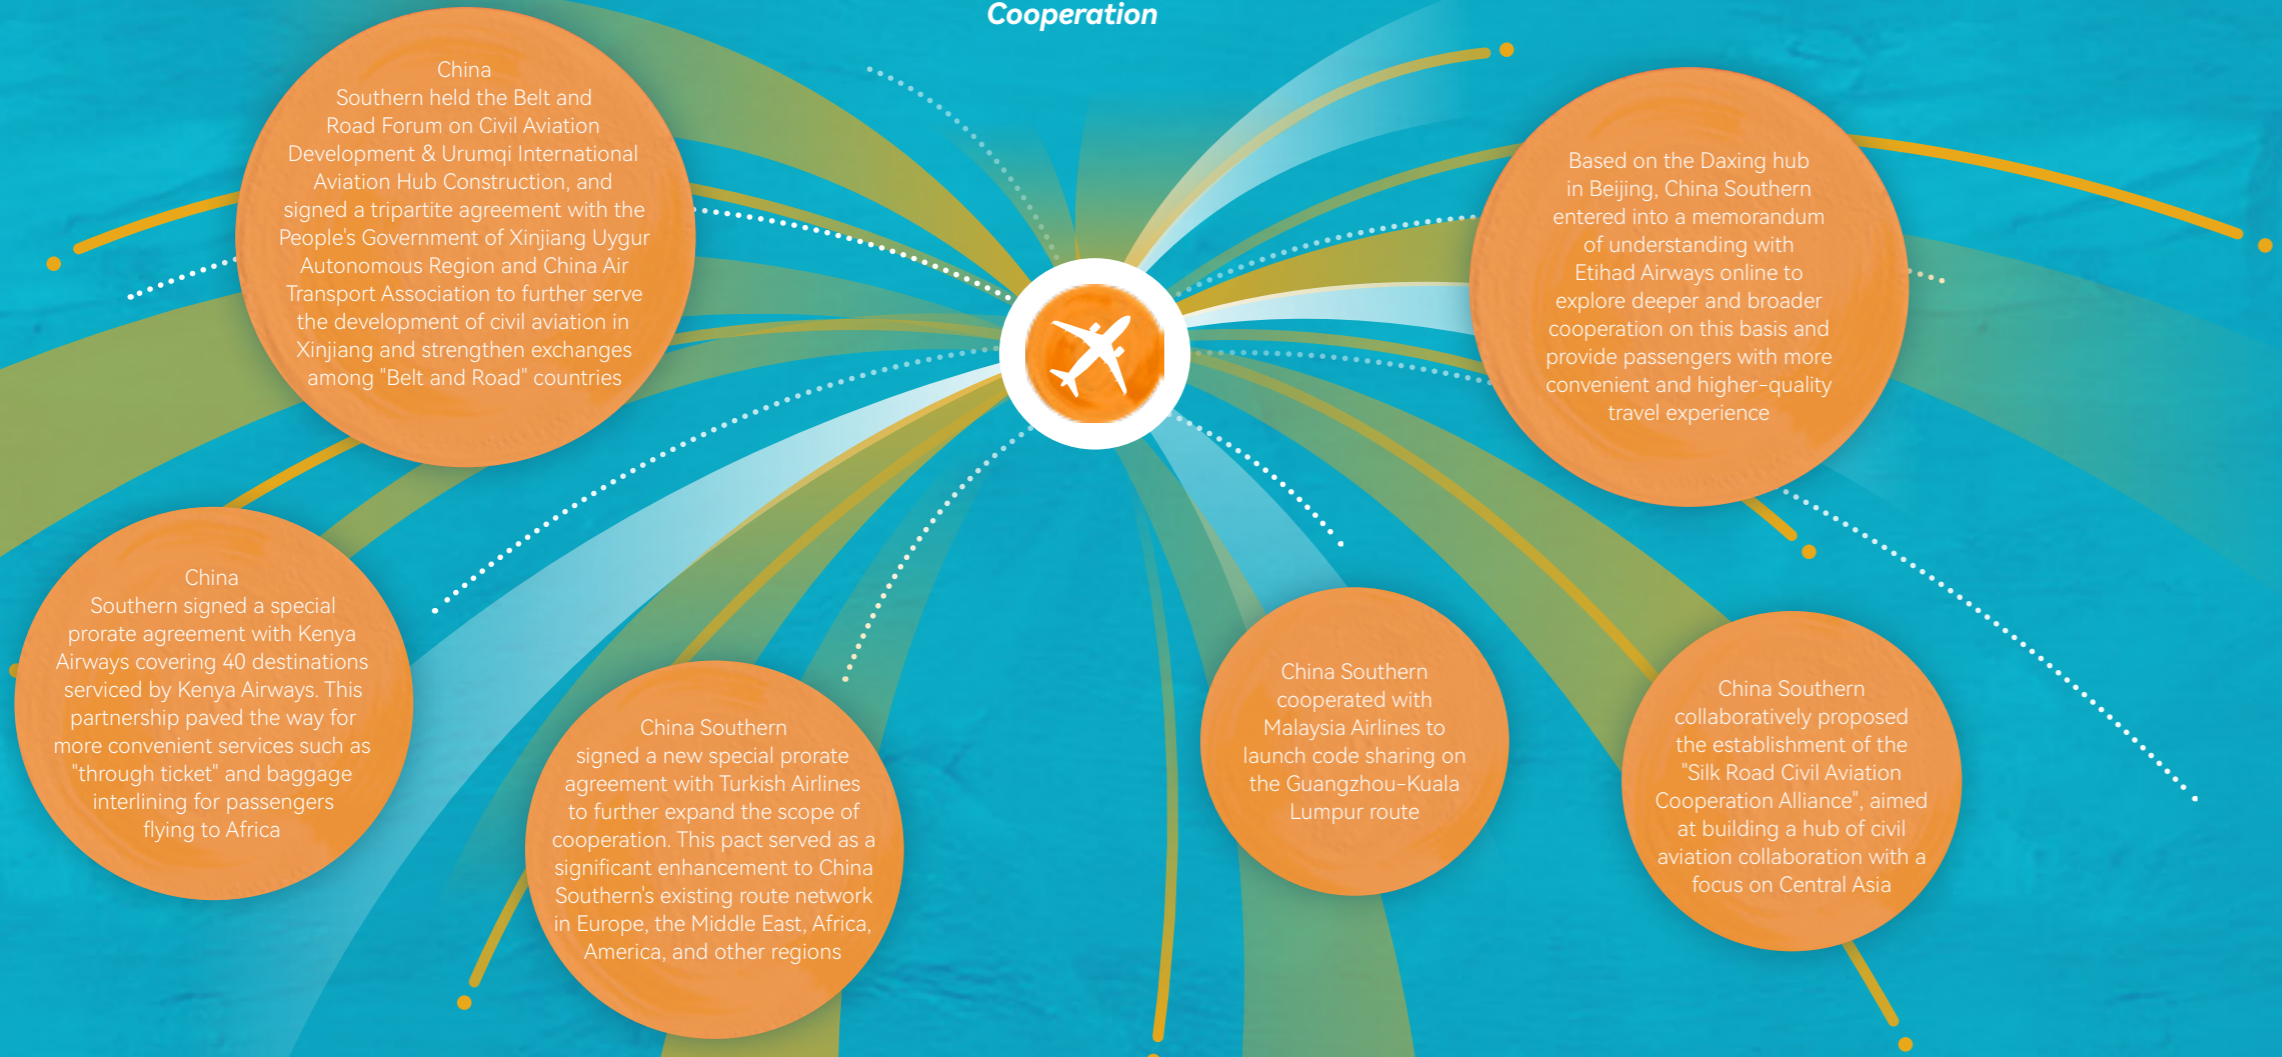 Cooperation
China
Southern held the Belt and
Road Forum on Civil Aviation
Development & Urumqi International
Aviation Hub Construction, and
signed a tripartite agreement with the
People's Government of Xinjiang Uygur
Autonomous Region and China Air
Transport Association to further serve
the development of civil aviation in
Xinjiang and strengthen exchanges
among "Belt and Road" countries
Based on the Daxing hub
in Beijing, China Southern
entered into a memorandum
of understanding with
Etihad Airways online to
explore deeper and broader
cooperation on this basis and
provide passengers with more
convenient and higher-quality
travel experience
China
Southern signed a special
prorate agreement with Kenya
Airways covering 40 destinations
serviced by Kenya Airways. This
partnership paved the way for
more convenient services such as
"through ticket" and baggage
interlining for passengers
flying to Africa
China Southern
signed a new special prorate
agreement with Turkish Airlines
to further expand the scope of
cooperation. This pact served as a
significant enhancement to China
Southern's existing route network
in Europe, the Middle East, Africa,
America, and other regions
China Southern
cooperated with
Malaysia Airlines to
launch code sharing on
the Guangzhou-Kuala
Lumpur route
China Southern
collaboratively proposed
the establishment of the
"Silk Road Civil Aviation
Cooperation Alliance", aimed
at building a hub of civil
aviation collaboration with a
focus on Central Asia